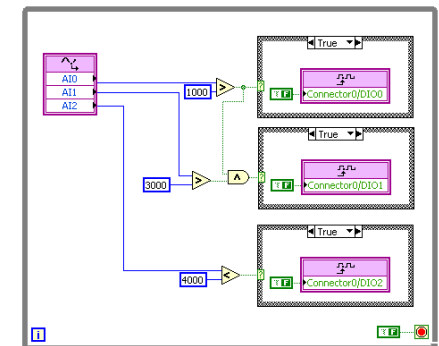 True
AI0
AI1
AI2
1000
>
?
T F
Connector0/DIO0
True
3000
>
∧
?
T F
Connector0/DIO1
True
4000
<
?
T F
Connector0/DIO2
i
T F